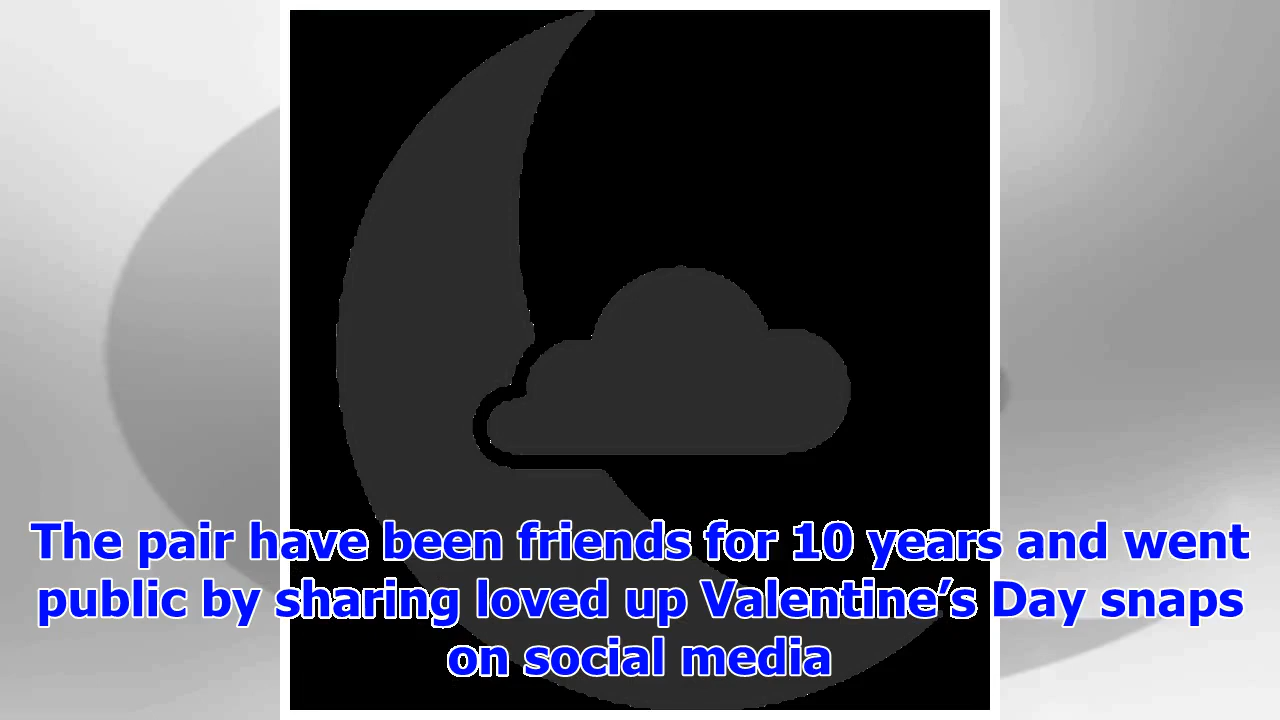 The pair have been friends for 10 years and went
public by sharing loved up Valentine’s Day snaps
on social media